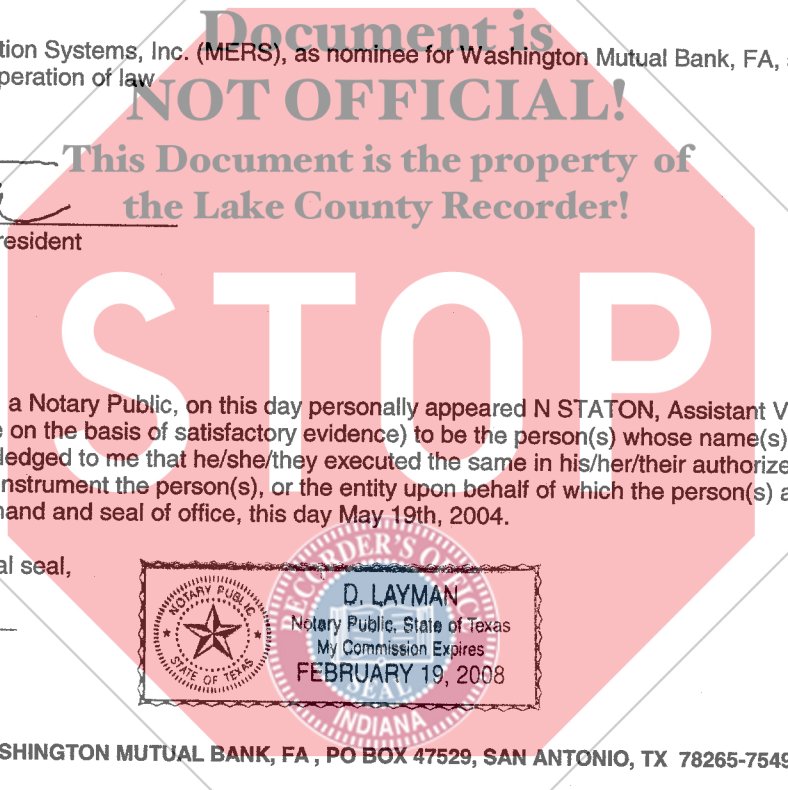 Document is
tion Systems, Inc. (MERS), as nominee for Washington Mutual Bank, FA,
peration of law
NOT OFFICIAL!
This Document is the property of
the Lake County Recorder!
resident
STOP
a Notary Public, on this day personally appeared N STATON, Assistant V
e on the basis of satisfactory evidence) to be the person(s) whose name(s)
ledged to me that he/she/they executed the same in his/her/their authorize
nstrument the person(s), or the entity upon behalf of which the person(s) a
hand and seal of office, this day May 19th, 2004.
al seal,
RECORDER'S OFFICE
SEAL
INDIANA
NOTARY PUBLIC
STATE OF TEXAS
D. LAYMAN
Notary Public, State of Texas
My Commission Expires
FEBRUARY 19, 2008
SHINGTON MUTUAL BANK, FA , PO BOX 47529, SAN ANTONIO, TX 78265-7549